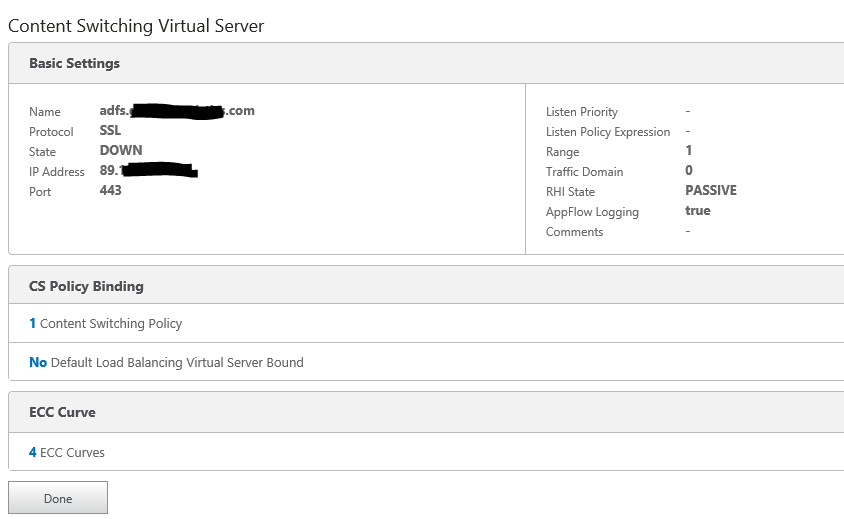 Content Switching Virtual Server
Basic Settings
Name adfs. .com
Protocol SSL
State DOWN
IP Address 89.
Port 443
Listen Priority -
Listen Policy Expression -
Range 1
Traffic Domain 0
RHI State PASSIVE
AppFlow Logging true
Comments -
CS Policy Binding
1 Content Switching Policy
No Default Load Balancing Virtual Server Bound
ECC Curve
4 ECC Curves
Done